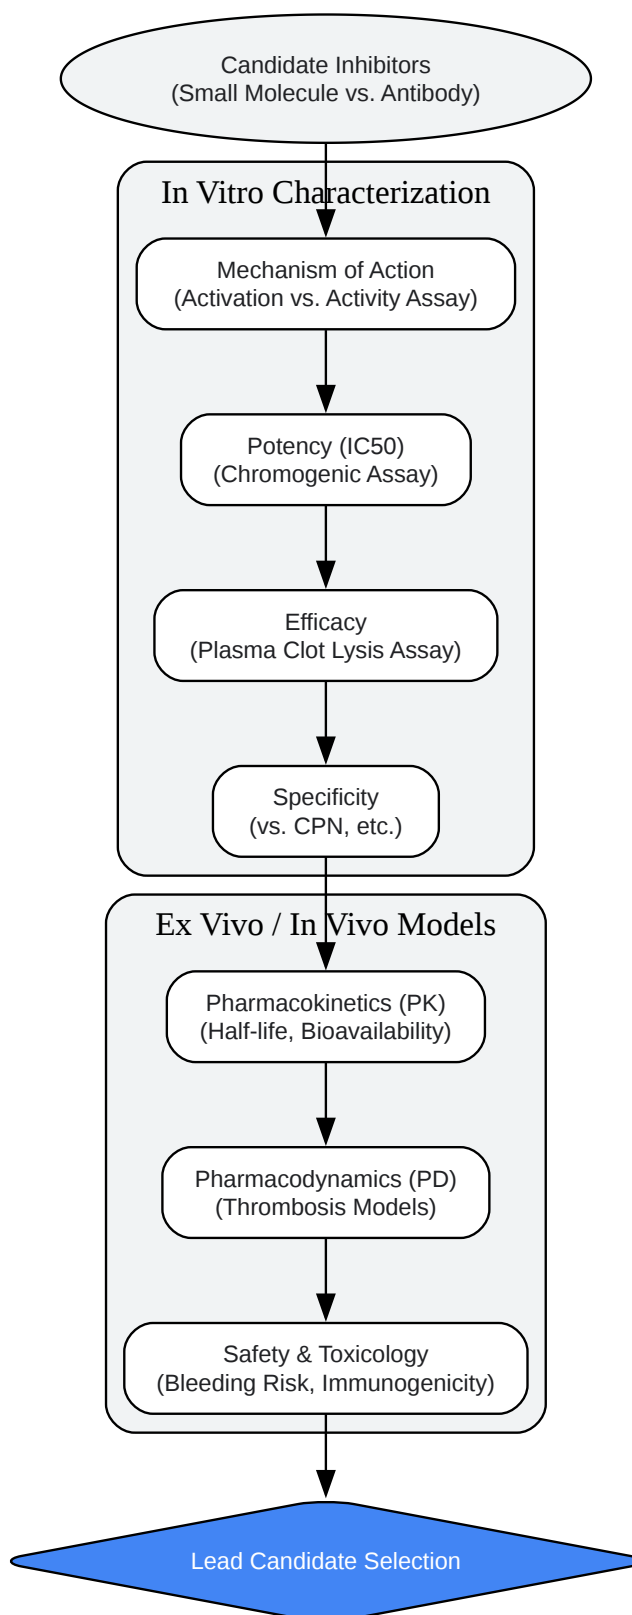 Candidate Inhibitors
(Small Molecule vs. Antibody)
In Vitro Characterization
Mechanism of Action
(Activation vs. Activity Assay)
Potency (IC50)
(Chromogenic Assay)
Efficacy
(Plasma Clot Lysis Assay)
Specificity
(vs. CPN, etc.)
Ex Vivo / In Vivo Models
Pharmacokinetics (PK)
(Half-life, Bioavailability)
Pharmacodynamics (PD)
(Thrombosis Models)
Safety & Toxicology
(Bleeding Risk, Immunogenicity)
Lead Candidate Selection